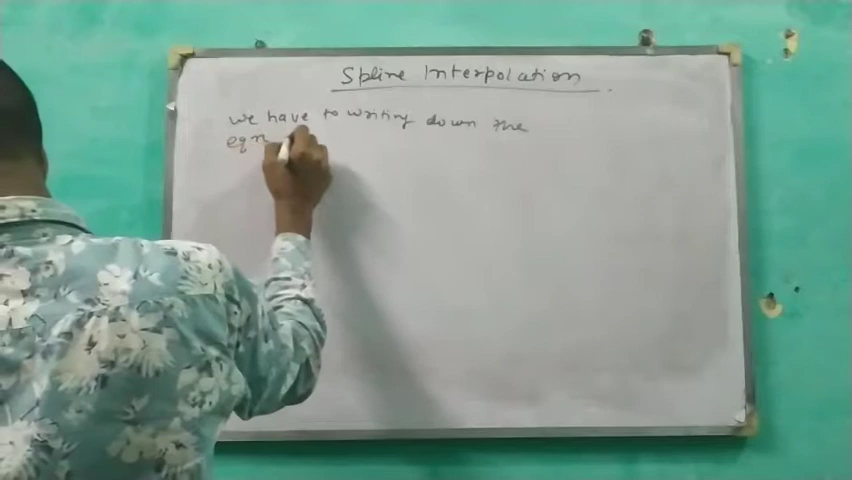 Spline Interpolation
we have to writing down the
eqn